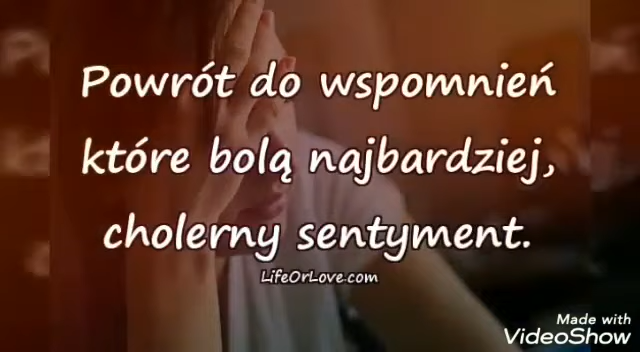 Powrót do wspomnień
które bolą najbardziej,
cholerny sentyment.
LifeOrLove.com
Made with
VideoShow